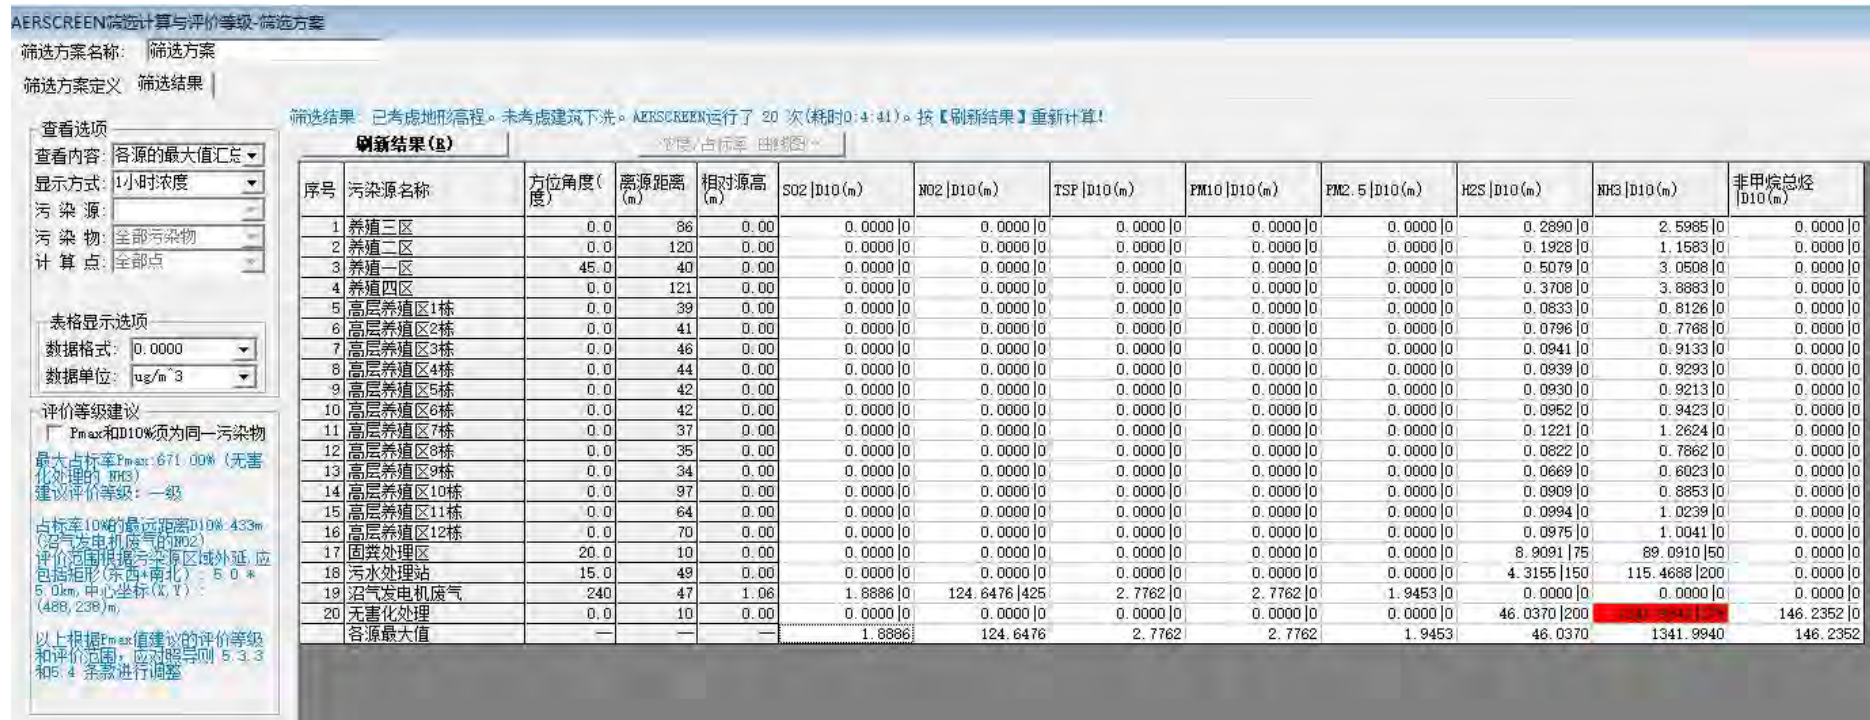 AERSCREEN筛选计算与评价等级-筛选方案
筛选方案名称: 筛选方案
筛选方案定义 筛选结果
筛选结果: 已考虑地形高程。未考虑建筑下洗。AERSCREEN运行了 20 次(耗时0:4:41)。按【刷新结果】重新计算!
刷新结果(R) 浓度/占标率 曲线图
查看选项
查看内容: 各源的最大值汇总
显示方式: 1小时浓度
污 染 源:
污 染 物: 全部污染物
计 算 点: 全部点
表格显示选项
数据格式: 0.0000
数据单位: ug/m^3
评价等级建议
Pmax和D10%须为同一污染物
最大占标率Pmax:671.00% (无害
化处理的 NH3)
建议评价等级: 一级
占标率10%的最远距离D10%:433m
(沼气发电机废气的NO2)
评价范围根据污染源区域外延,应
包括矩形(东西*南北): 5.0 *
5.0km,中心坐标(X,Y):
(488,238)m,
以上根据Pmax值建议的评价等级
和评价范围,应对照导则 5.3.3
和5.4 条款进行调整
序号 污染源名称 方位角度(度) 离源距离(m) 相对源高(m) SO2|D10(m) NO2|D10(m) TSP|D10(m) PM10|D10(m) PM2.5|D10(m) H2S|D10(m) NH3|D10(m) 非甲烷总烃|D10(m)
1 养殖三区 0.0 86 0.00 0.0000|0 0.0000|0 0.0000|0 0.0000|0 0.0000|0 0.2890|0 2.5985|0 0.0000|0
2 养殖二区 0.0 120 0.00 0.0000|0 0.0000|0 0.0000|0 0.0000|0 0.0000|0 0.1928|0 1.1583|0 0.0000|0
3 养殖一区 45.0 40 0.00 0.0000|0 0.0000|0 0.0000|0 0.0000|0 0.0000|0 0.5079|0 3.0508|0 0.0000|0
4 养殖四区 0.0 121 0.00 0.0000|0 0.0000|0 0.0000|0 0.0000|0 0.0000|0 0.3708|0 3.8883|0 0.0000|0
5 高层养殖区1栋 0.0 39 0.00 0.0000|0 0.0000|0 0.0000|0 0.0000|0 0.0000|0 0.0833|0 0.8126|0 0.0000|0
6 高层养殖区2栋 0.0 41 0.00 0.0000|0 0.0000|0 0.0000|0 0.0000|0 0.0000|0 0.0796|0 0.7768|0 0.0000|0
7 高层养殖区3栋 0.0 46 0.00 0.0000|0 0.0000|0 0.0000|0 0.0000|0 0.0000|0 0.0941|0 0.9133|0 0.0000|0
8 高层养殖区4栋 0.0 44 0.00 0.0000|0 0.0000|0 0.0000|0 0.0000|0 0.0000|0 0.0939|0 0.9293|0 0.0000|0
9 高层养殖区5栋 0.0 42 0.00 0.0000|0 0.0000|0 0.0000|0 0.0000|0 0.0000|0 0.0930|0 0.9213|0 0.0000|0
10 高层养殖区6栋 0.0 42 0.00 0.0000|0 0.0000|0 0.0000|0 0.0000|0 0.0000|0 0.0952|0 0.9423|0 0.0000|0
11 高层养殖区7栋 0.0 37 0.00 0.0000|0 0.0000|0 0.0000|0 0.0000|0 0.0000|0 0.1221|0 1.2624|0 0.0000|0
12 高层养殖区8栋 0.0 35 0.00 0.0000|0 0.0000|0 0.0000|0 0.0000|0 0.0000|0 0.0822|0 0.7862|0 0.0000|0
13 高层养殖区9栋 0.0 34 0.00 0.0000|0 0.0000|0 0.0000|0 0.0000|0 0.0000|0 0.0669|0 0.6023|0 0.0000|0
14 高层养殖区10栋 0.0 97 0.00 0.0000|0 0.0000|0 0.0000|0 0.0000|0 0.0000|0 0.0909|0 0.8853|0 0.0000|0
15 高层养殖区11栋 0.0 64 0.00 0.0000|0 0.0000|0 0.0000|0 0.0000|0 0.0000|0 0.0994|0 1.0239|0 0.0000|0
16 高层养殖区12栋 0.0 70 0.00 0.0000|0 0.0000|0 0.0000|0 0.0000|0 0.0000|0 0.0975|0 1.0041|0 0.0000|0
17 固粪处理区 20.0 10 0.00 0.0000|0 0.0000|0 0.0000|0 0.0000|0 0.0000|0 8.9091|75 89.0910|50 0.0000|0
18 污水处理站 15.0 49 0.00 0.0000|0 0.0000|0 0.0000|0 0.0000|0 0.0000|0 4.3155|150 115.4688|200 0.0000|0
19 沼气发电机废气 240 47 1.06 1.8886|0 124.6476|425 2.7762|0 2.7762|0 1.9453|0 0.0000|0 0.0000|0 0.0000|0
20 无害化处理 0.0 10 0.00 0.0000|0 0.0000|0 0.0000|0 0.0000|0 0.0000|0 46.0370|200 146.2352|0
各源最大值 — — — 1.8886 124.6476 2.7762 2.7762 1.9453 46.0370 1341.9940 146.2352